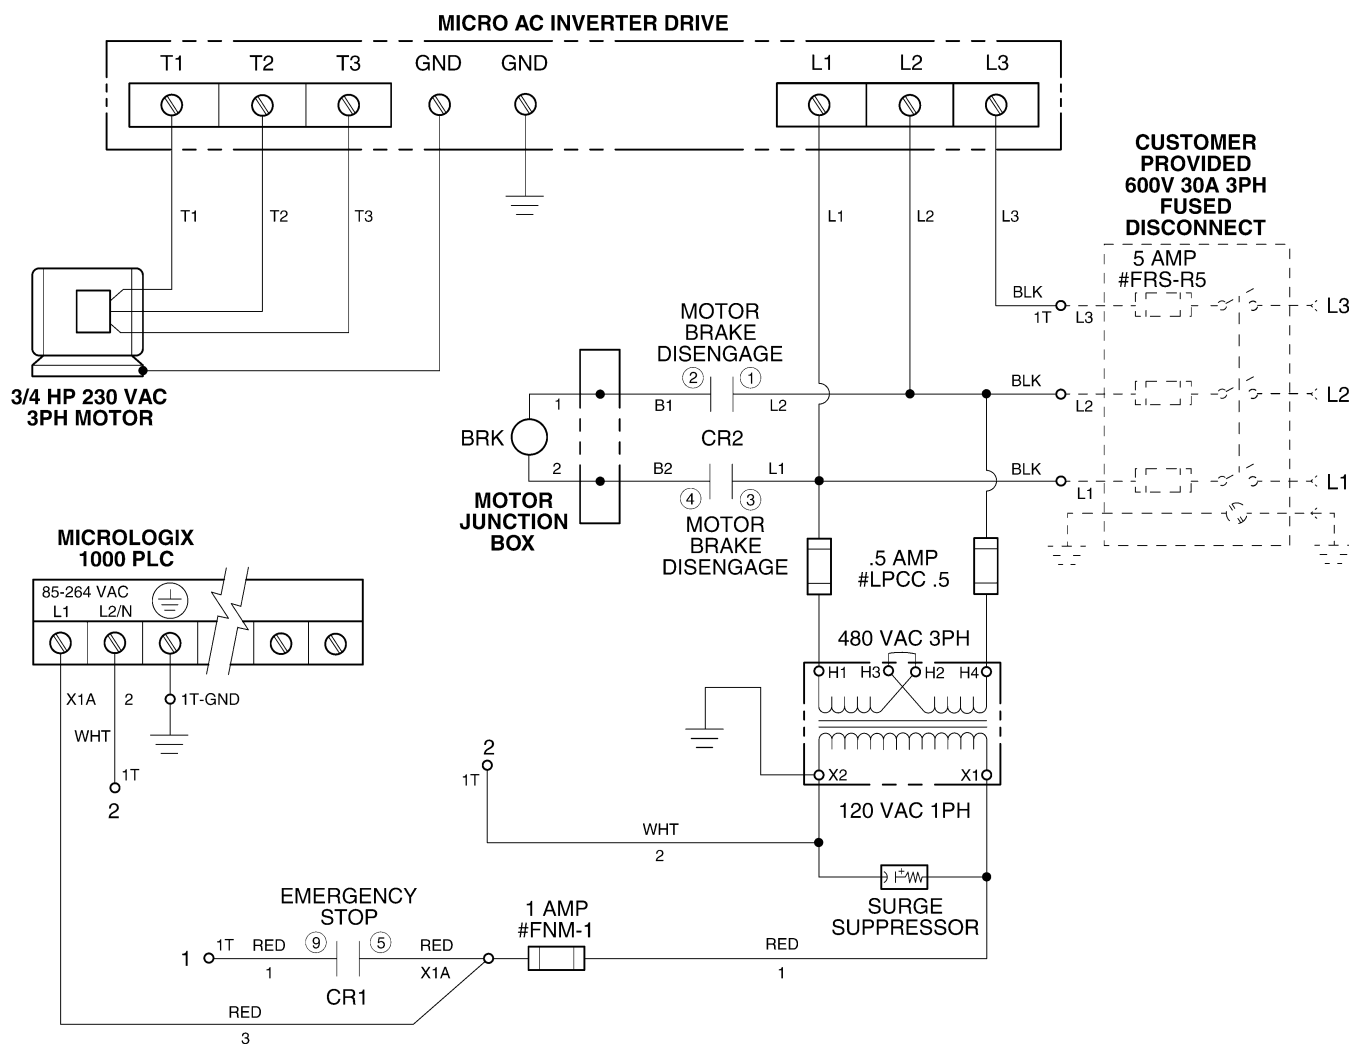 MICRO AC INVERTER DRIVE
T1 T2 T3 GND GND L1 L2 L3
CUSTOMER
PROVIDED
600V 30A 3PH
FUSED
DISCONNECT
T1 T2 T3 L1 L2 L3
5 AMP
#FRS-R5
BLK
1T L3
L3
MOTOR
BRAKE
DISENGAGE
2 1
BLK
L2
L2
3/4 HP 230 VAC
3PH MOTOR
1 B1 L2
BRK
CR2
2 B2 L1
BLK
L1
L1
4 3
MOTOR
JUNCTION
BOX
MOTOR
BRAKE
DISENGAGE
MICROLOGIX
1000 PLC
.5 AMP
#LPCC .5
85-264 VAC
L1 L2/N
480 VAC 3PH
H1 H3 H2 H4
X1A 2 1T-GND
WHT
1T
2
2
1T
X2 X1
120 VAC 1PH
WHT
2
SURGE
SUPPRESSOR
EMERGENCY
STOP
1 AMP
#FNM-1
9 5
1 1T RED RED RED
1 X1A 1
CR1
RED
3